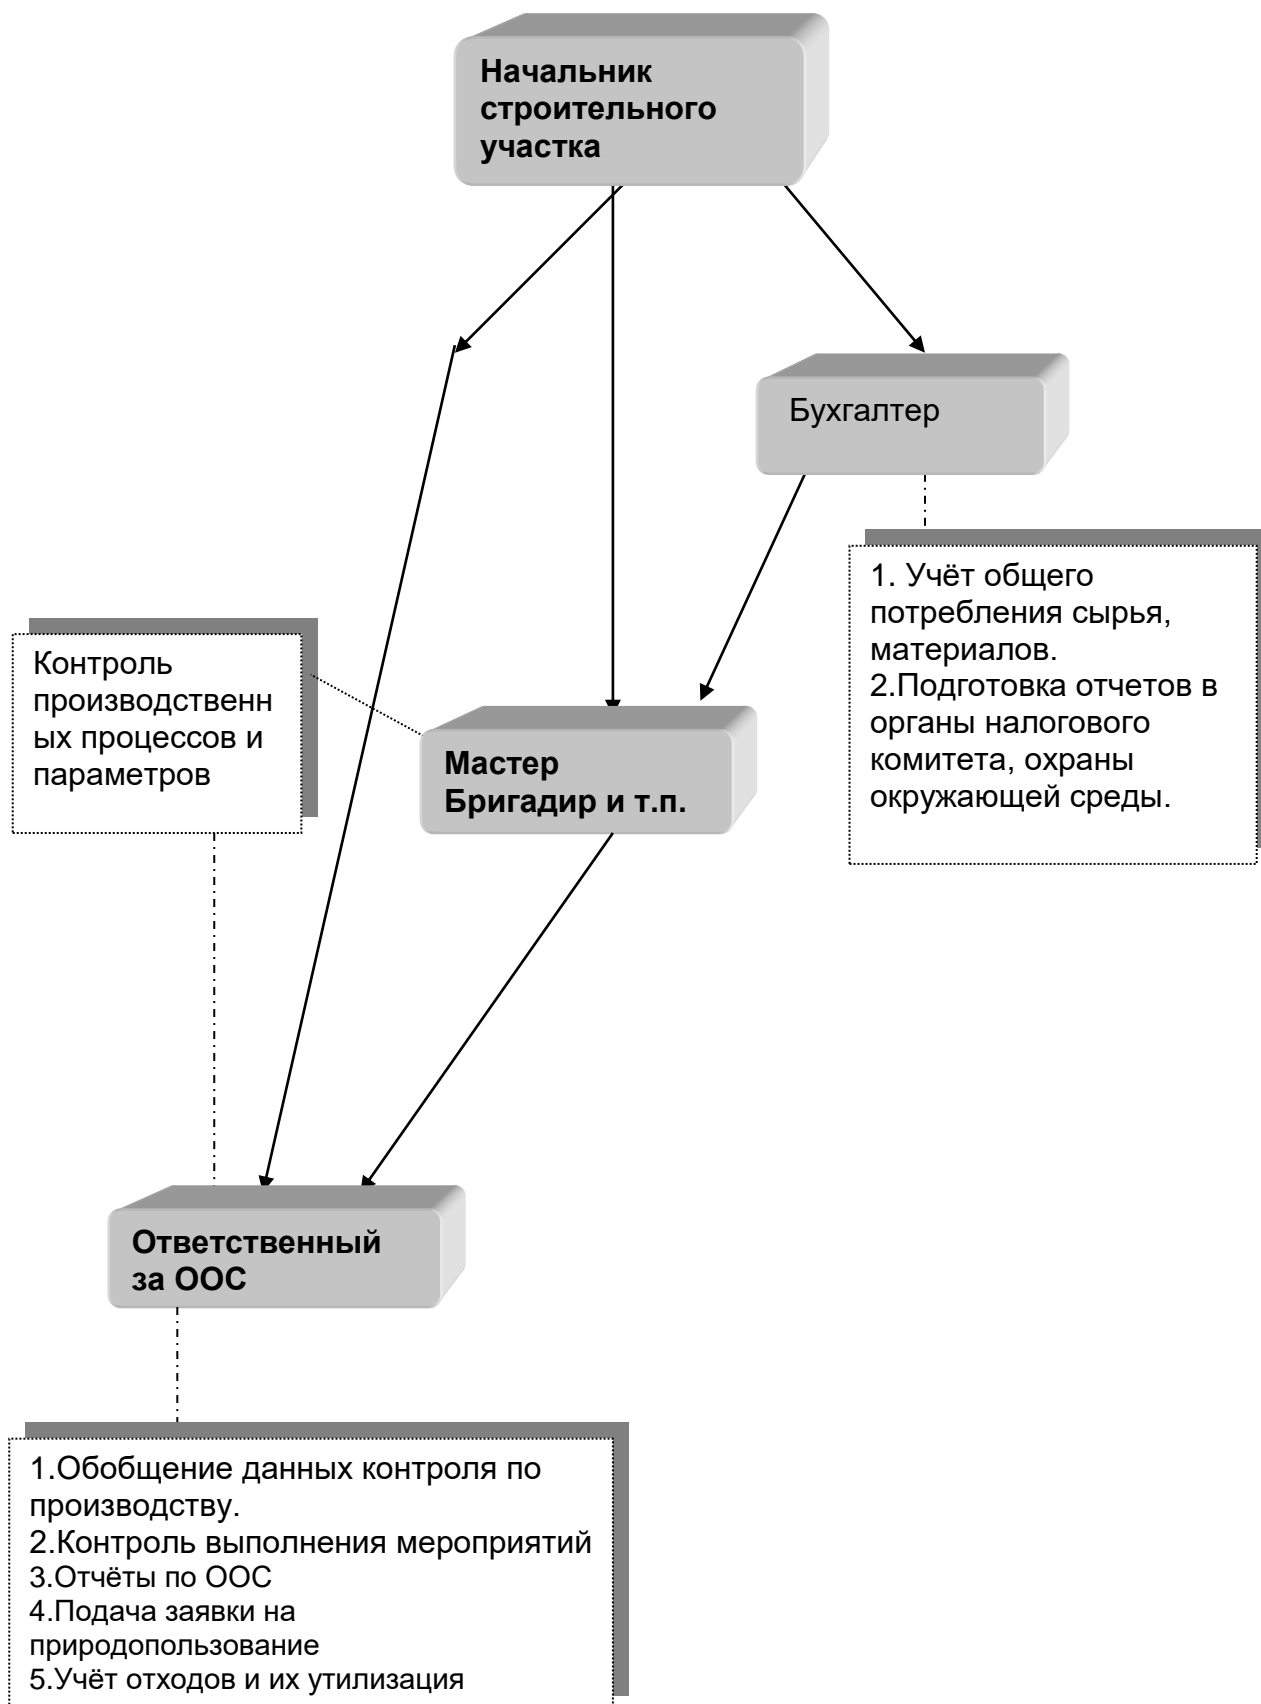 Начальник
строительного
участка
Бухгалтер
1. Учёт общего
потребления сырья,
материалов.
2.Подготовка отчетов в
органы налогового
комитета, охраны
окружающей среды.
Контроль
производственн
ых процессов и
параметров
Мастер
Бригадир и т.п.
Ответственный
за ООС
1.Обобщение данных контроля по
производству.
2.Контроль выполнения мероприятий
3.Отчёты по ООС
4.Подача заявки на
природопользование
5.Учёт отходов и их утилизация